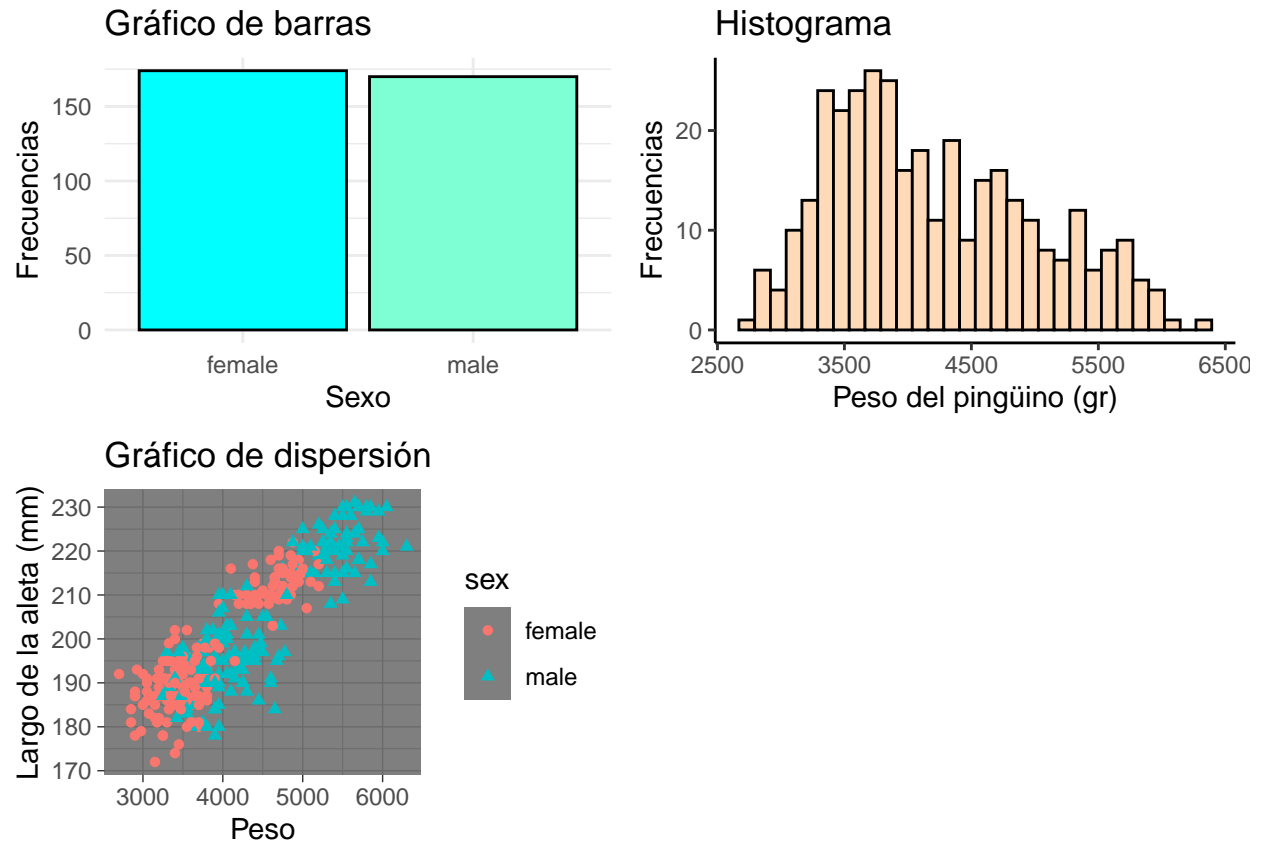 Gráfico de barras
150
100
50
0
Frecuencias
female male
Sexo
Histograma
20
10
0
Frecuencias
2500 3500 4500 5500 6500
Peso del pingüino (gr)
Gráfico de dispersión
230
220
210
200
190
180
170
Largo de la aleta (mm)
3000 4000 5000 6000
Peso
sex
female
male